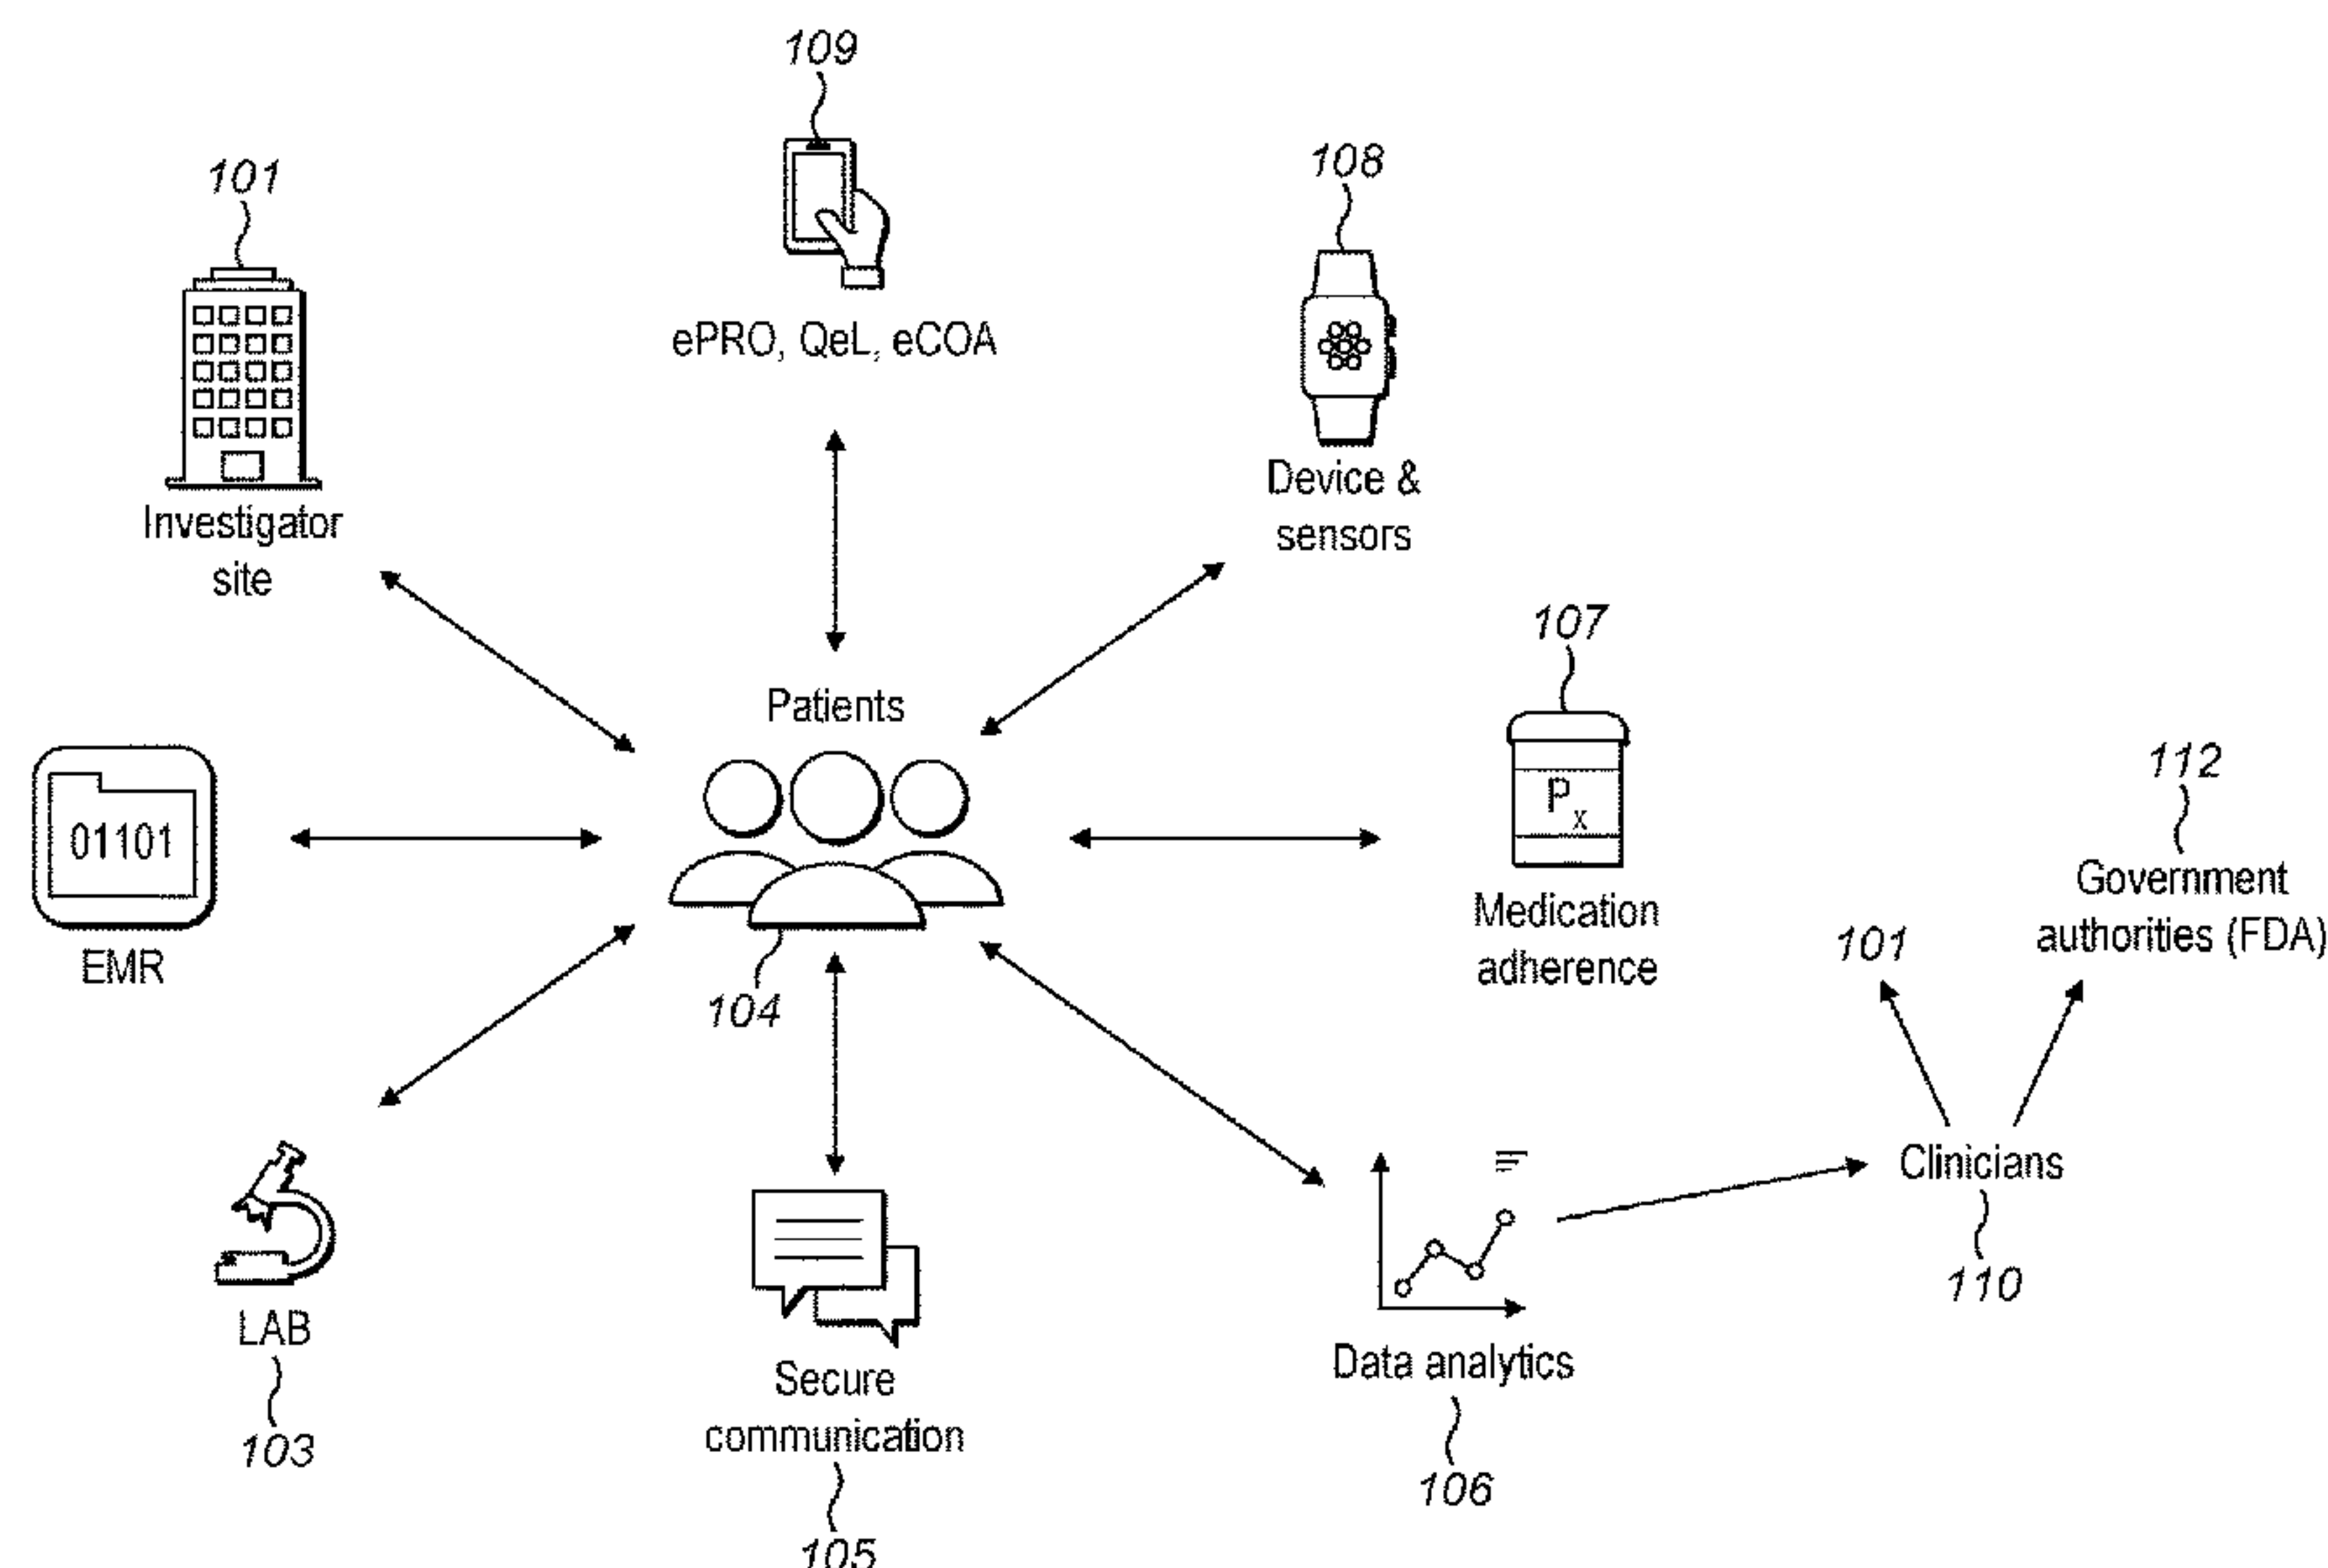 109
101
108
ePRO, QeL, eCOA
Device &
sensors
Investigator
site
107
Patients
P
x
112
01101
Government
authorities (FDA)
Medication
adherence
101
EMR
104
Clinicians
110
LAB
103
Secure
communication
105
Data analytics
106